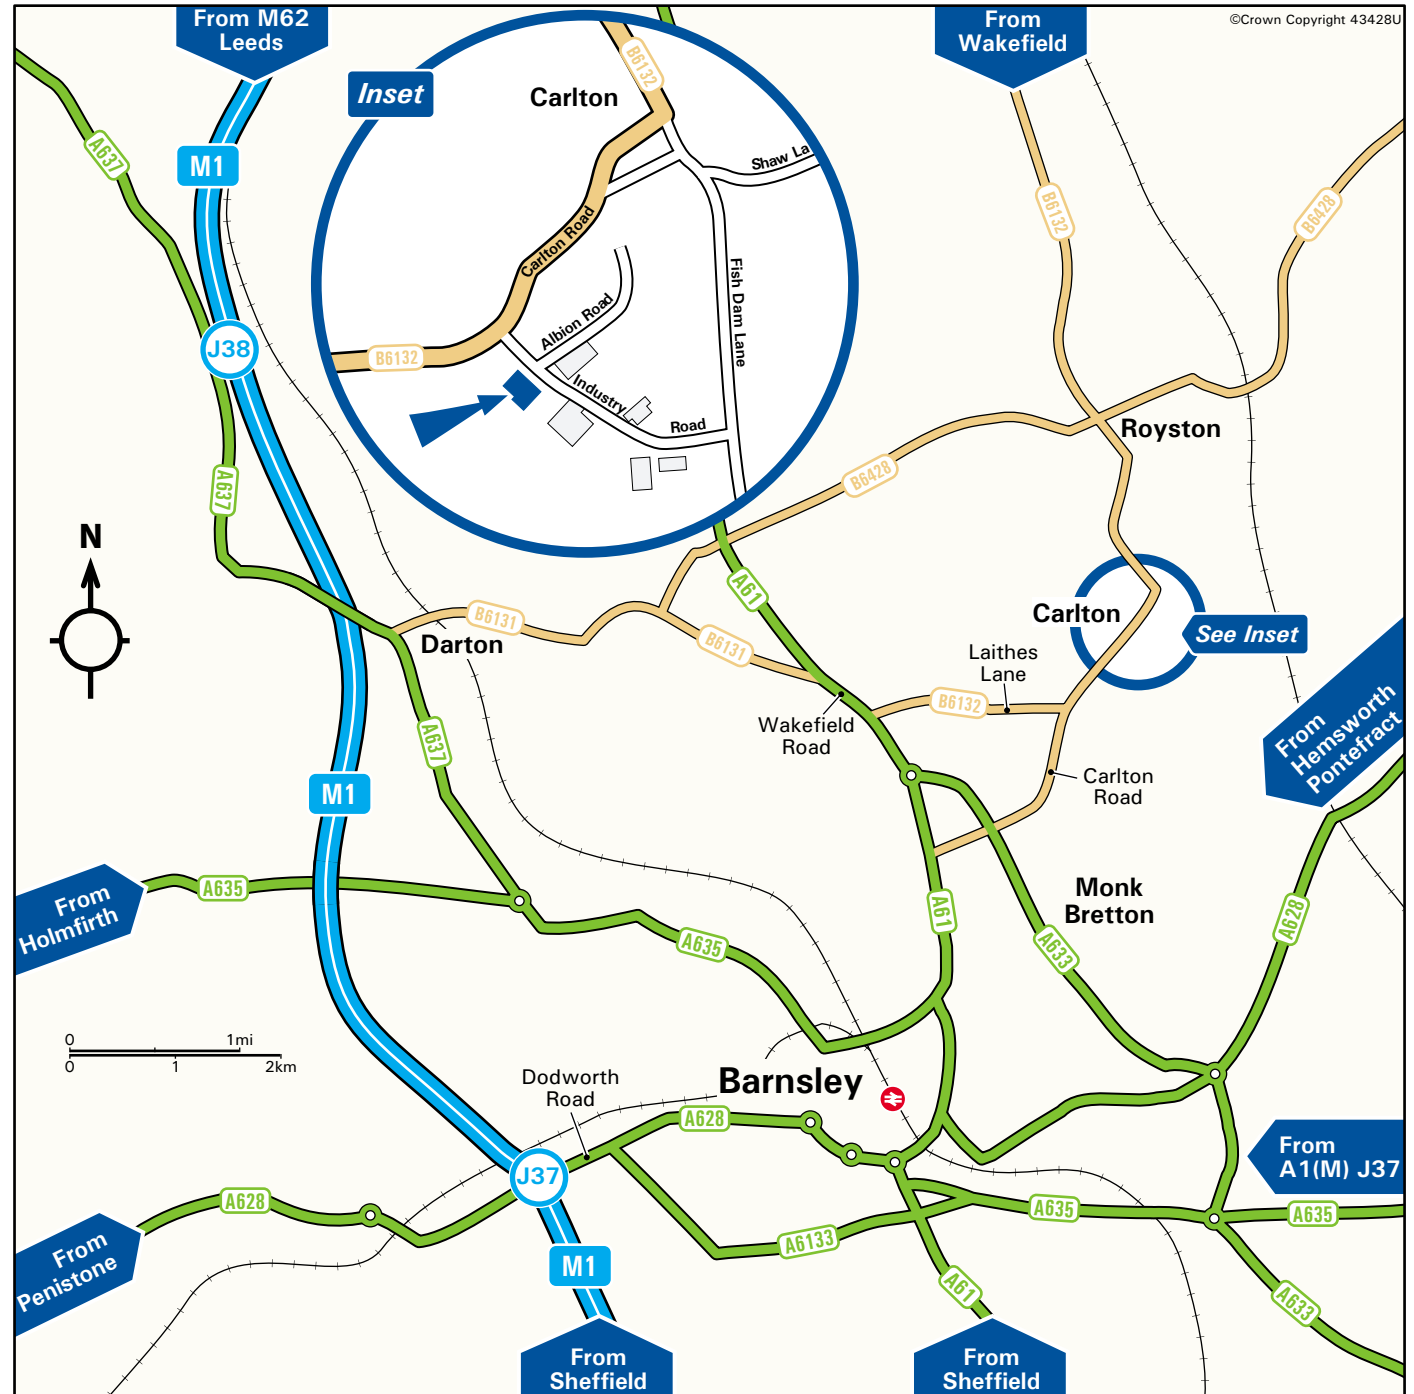 From M62
Leeds
From
Wakefield
©Crown Copyright 43428U
Inset
Carlton
B6132
Shaw La
Carlton Road
Fish Dam Lane
Albion Road
B6132
Industry
Road
A637
M1
J38
A637
B6132
B6428
Royston
B6428
N
A61
B6131
B6131
Darton
Carlton
See Inset
Laithes
Lane
B6132
Wakefield
Road
From
Hemsworth
Pontefract
A637
M1
Carlton
Road
From
Holmfirth
A635
A635
A61
Monk
Bretton
A633
A628
0
1mi
0
1
2km
Dodworth
Road
Barnsley
A628
J37
From
A1(M) J37
A628
From
Penistone
A6133
A635
A635
M1
A61
A633
From
Sheffield
From
Sheffield